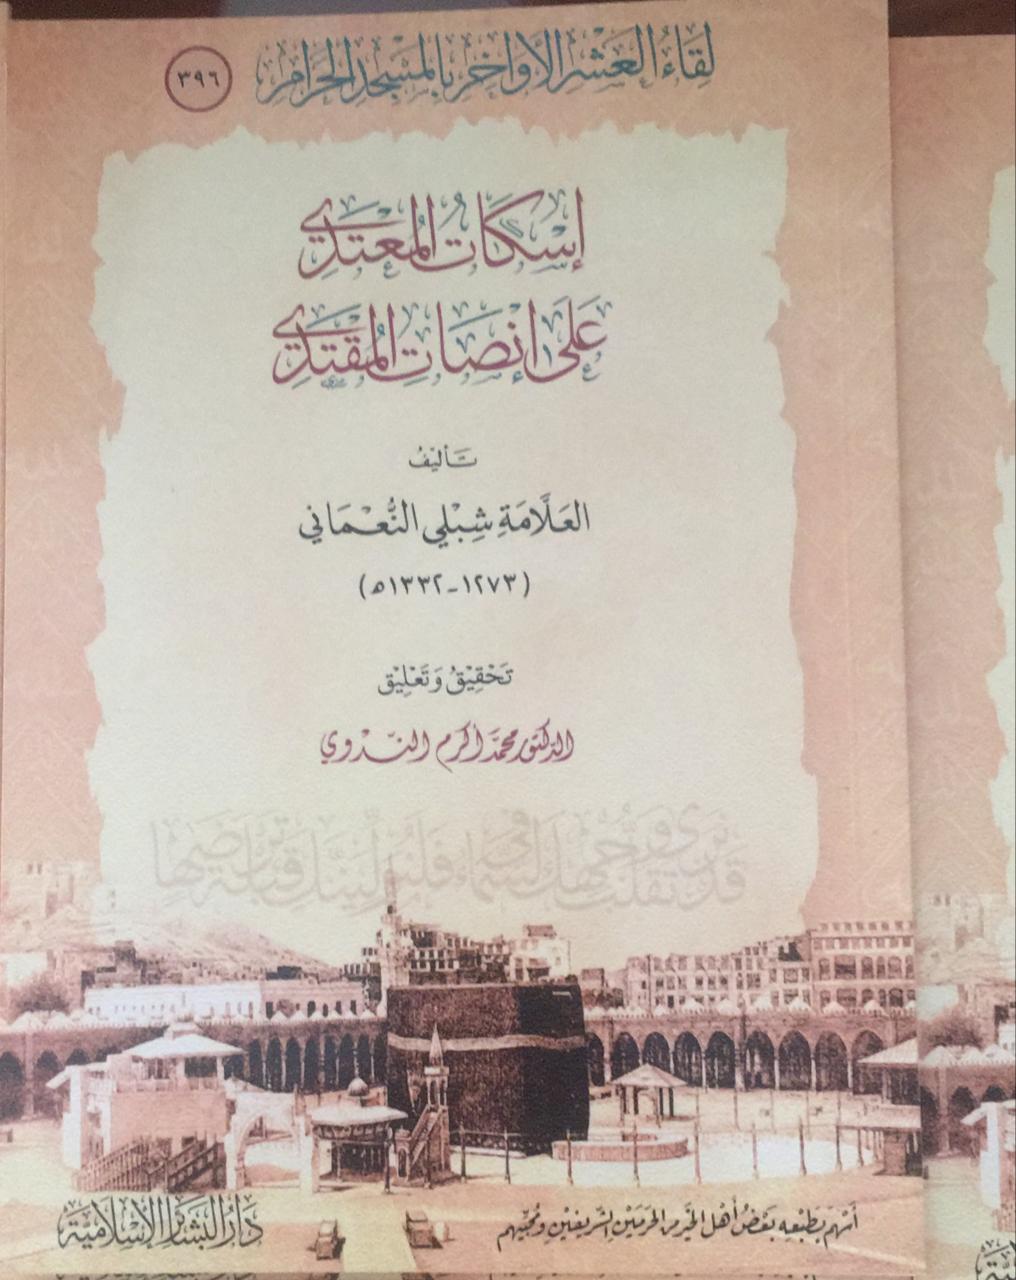 لقاء العشر الأواخر بالمسجد الحرام
٣٩٦
إسكات المعتدي
على إنصات المقتدي
تأليف
العلامة شبلي النعماني
(١٢٧٣-١٣٣٢ه)
تحقيق وتعليق
الدكتور محمد أكرم الندوي
قد نرى تقلب وجهك في السماء فلنولينك قبلة ترضىها
أسهم بطبعه بعض أهل الخير من الحرمين الشريفين ومحبيهم
دار البشائر الإسلامية